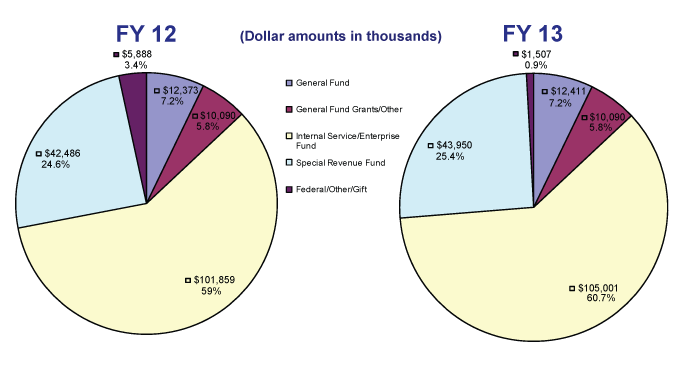 FY 12
(Dollar amounts in thousands)
FY 13
$5,888
3.4%
$12,373
7.2%
$10,090
5.8%
$42,486
24.6%
$101,859
59%
General Fund
General Fund Grants/Other
Internal Service/Enterprise
Fund
Special Revenue Fund
Federal/Other/Gift
$1,507
0.9%
$12,411
7.2%
$10,090
5.8%
$43,950
25.4%
$105,001
60.7%